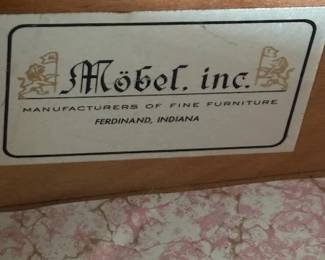 Möbel, inc.
MANUFACTURERS OF FINE FURNITURE
FERDINAND, INDIANA